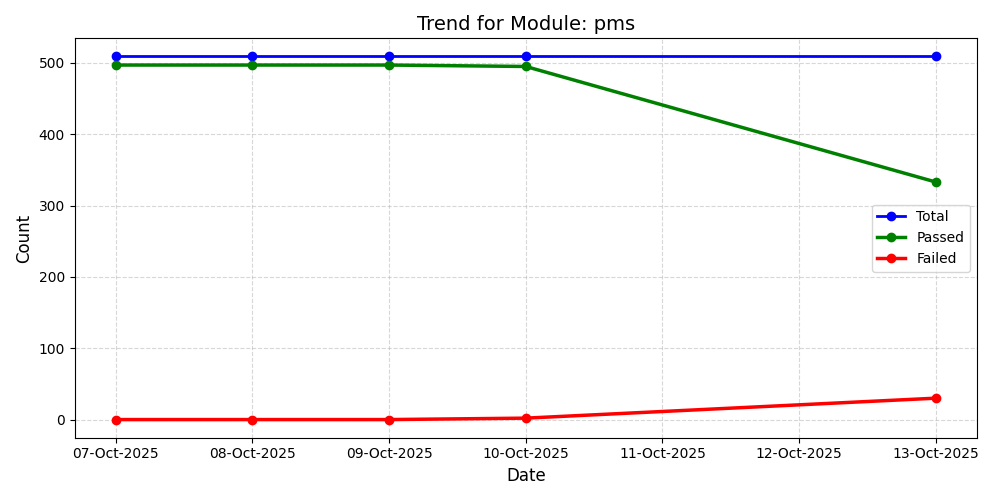 Trend for Module: pms
Count
500
400
300
200
100
0
Total
Passed
Failed
07-Oct-2025 08-Oct-2025 09-Oct-2025 10-Oct-2025 11-Oct-2025 12-Oct-2025 13-Oct-2025
Date